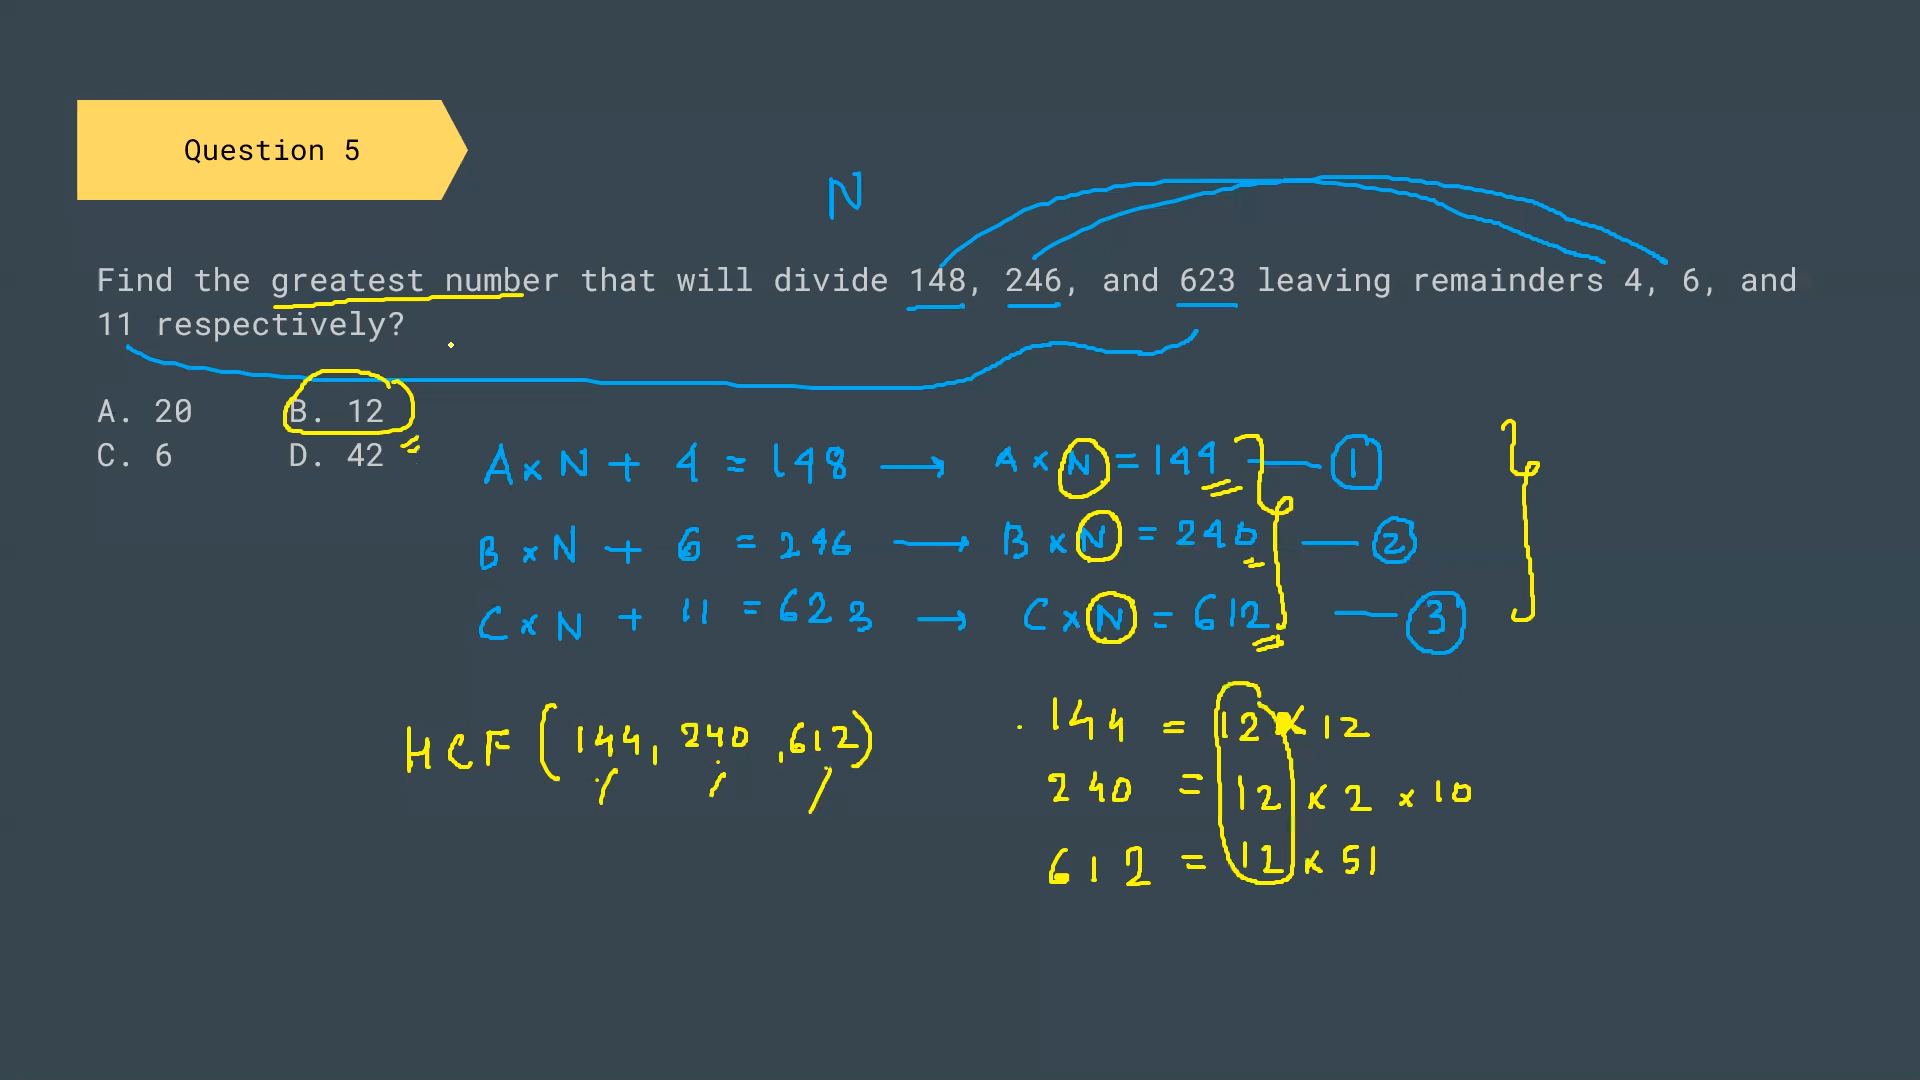 Question 5
N
Find the greatest number that will divide 148, 246, and 623 leaving remainders 4, 6, and
11 respectively?
A. 20 B. 12
C. 6 D. 42
A x N + 4 = 148 → A x N = 144 — 1
B x N + 6 = 246 → B x N = 240 — 2
C x N + 11 = 623 → C x N = 612 — 3
HCF (144, 240, 612)
144 = 12 x 12
240 = 12 x 2 x 10
612 = 12 x 51